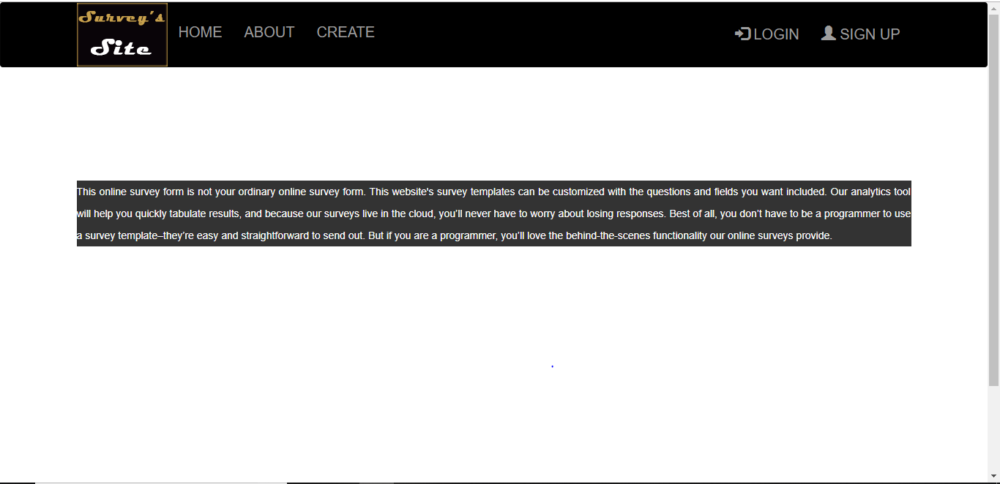 Survey's
Site
HOME ABOUT CREATE LOGIN SIGN UP
This online survey form is not your ordinary online survey form. This website's survey templates can be customized with the questions and fields you want included. Our analytics tool
will help you quickly tabulate results, and because our surveys live in the cloud, you’ll never have to worry about losing responses. Best of all, you don’t have to be a programmer to use
a survey template–they’re easy and straightforward to send out. But if you are a programmer, you’ll love the behind-the-scenes functionality our online surveys provide.